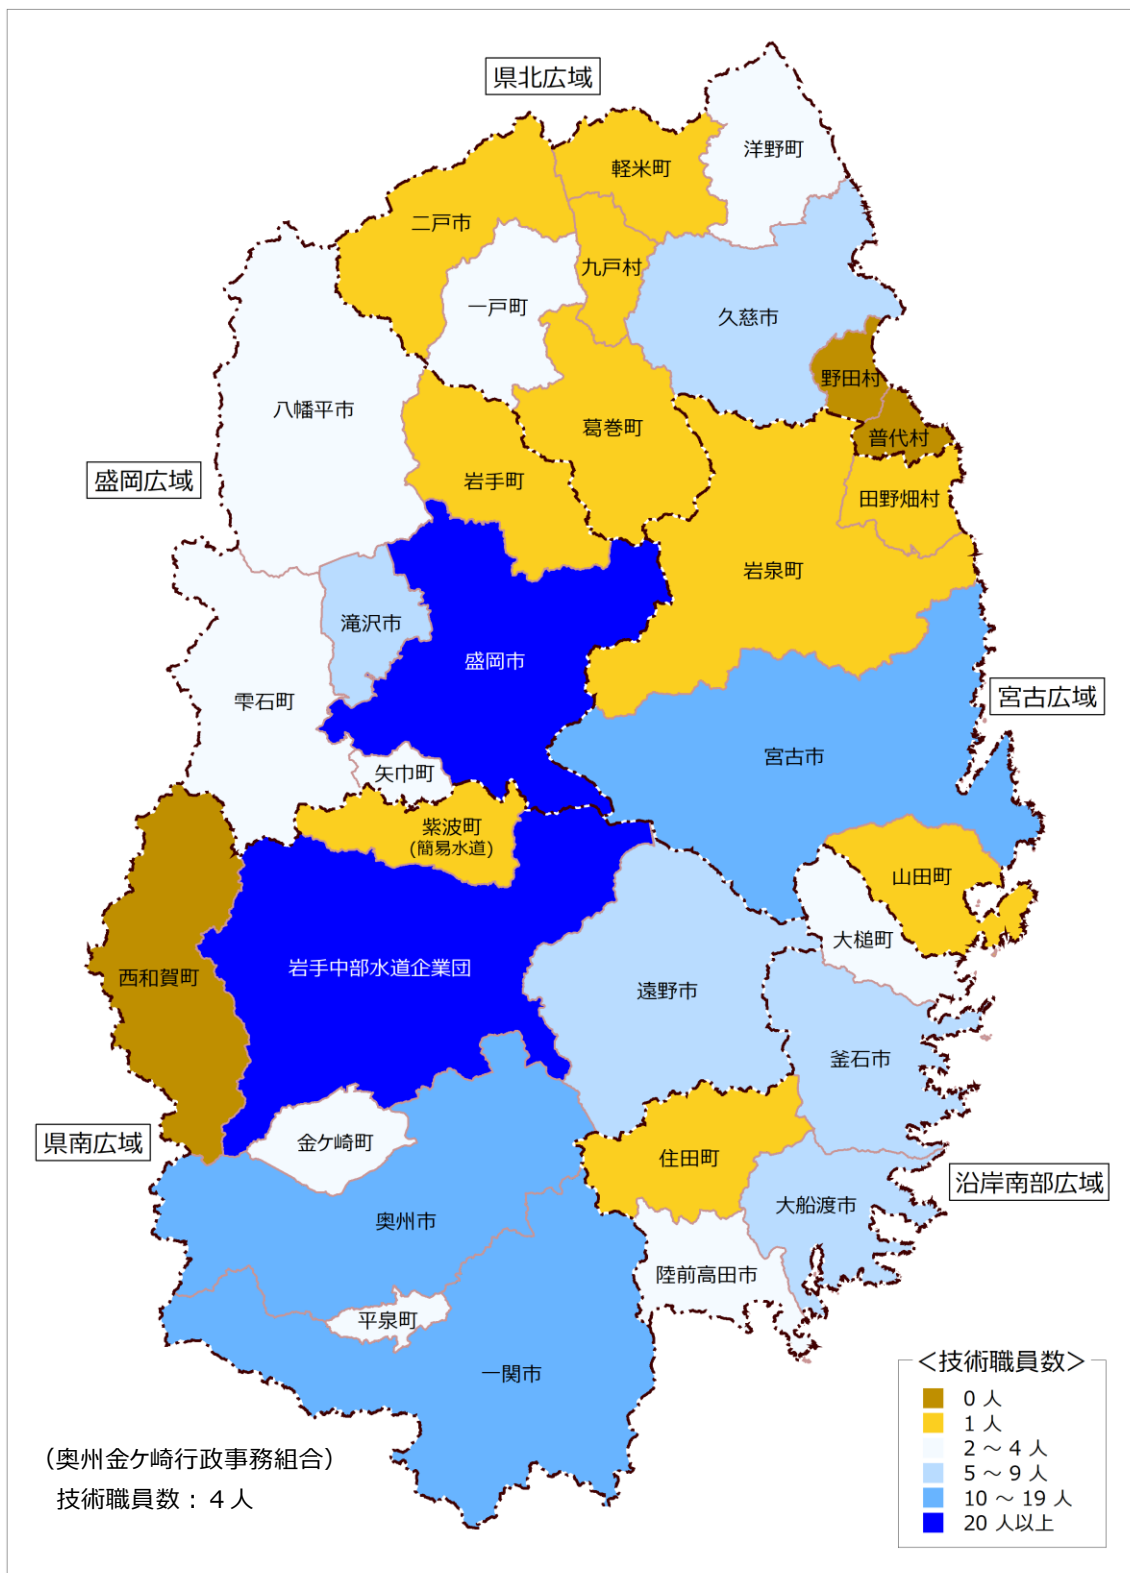 県北広域
洋野町
軽米町
二戸市
九戸村
一戸町
久慈市
野田村
八幡平市
葛巻町
普代村
盛岡広域
岩手町
田野畑村
岩泉町
滝沢市
盛岡市
雫石町
宮古広域
宮古市
矢巾町
紫波町
(簡易水道)
山田町
大槌町
岩手中部水道企業団
西和賀町
遠野市
釜石市
県南広域
金ケ崎町
住田町
沿岸南部広域
大船渡市
奥州市
陸前高田市
平泉町
一関市
<技術職員数>
0 人
1 人
2 ～ 4 人
5 ～ 9 人
10 ～ 19 人
20 人以上
（奥州金ケ崎行政事務組合）
技術職員数：4 人